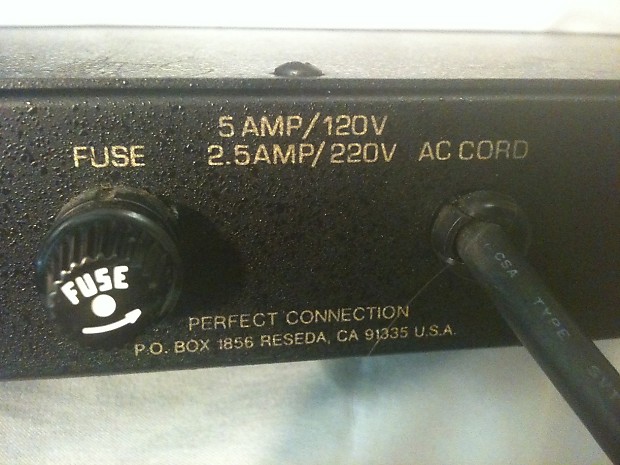 5 AMP/120V
FUSE 2.5AMP/220V AC CORD
FUSE
PERFECT CONNECTION
P.O. BOX 1856 RESEDA, CA 91335 U.S.A.
CSA TYPE SVT